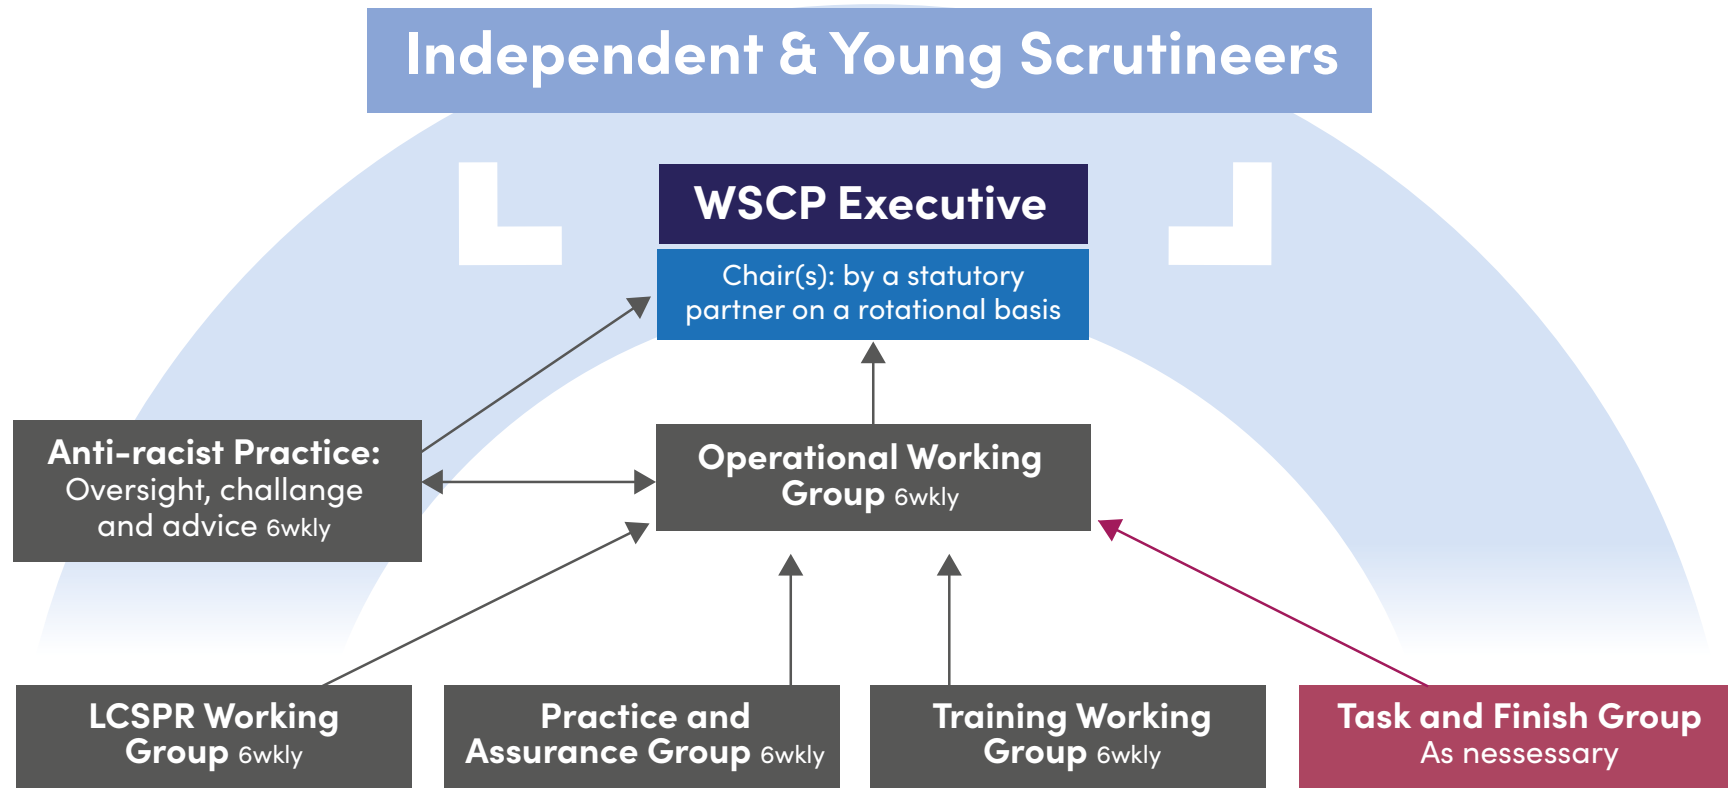 Independent & Young Scrutineers
WSCP Executive
Chair(s): by a statutory
partner on a rotational basis
Anti-racist Practice:
Oversight, challange
and advice 6wkly
Operational Working
Group 6wkly
LCSPR Working
Group 6wkly
Practice and
Assurance Group 6wkly
Training Working
Group 6wkly
Task and Finish Group
As nessessary